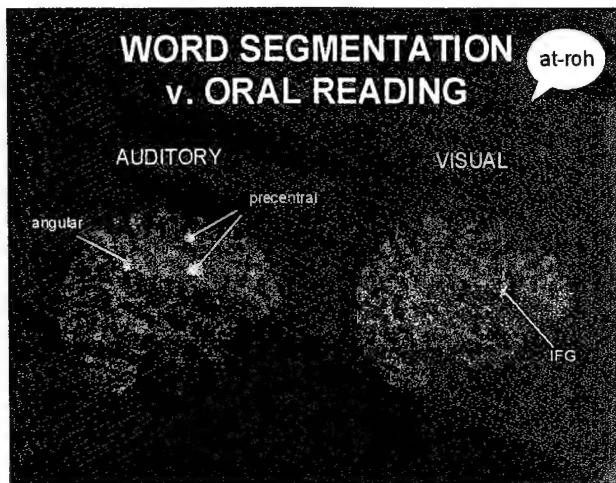 WORD SEGMENTATION
v. ORAL READING
at-roh
AUDITORY
VISUAL
angular
precentral
IFG